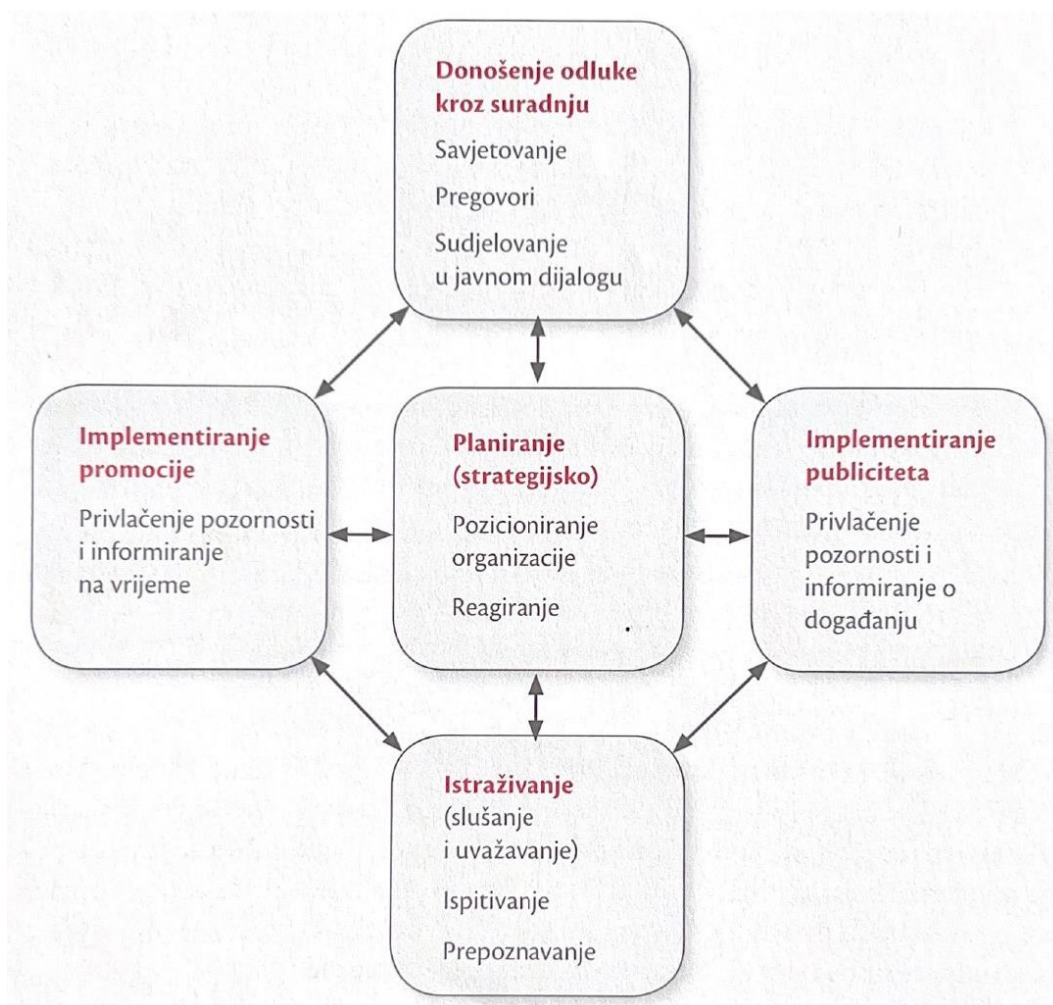 Donošenje odluke
kroz suradnju
Savjetovanje
Pregovori
Sudjelovanje
u javnom dijalogu
Implementiranje
promocije
Privlačenje pozornosti
i informiranje
na vrijeme
Planiranje
(strategijsko)
Pozicioniranje
organizacije
Reagiranje
Implementiranje
publiciteta
Privlačenje
pozornosti i
informiranje o
događanju
Istraživanje
(slušanje
i uvažavanje)
Ispitivanje
Prepoznavanje